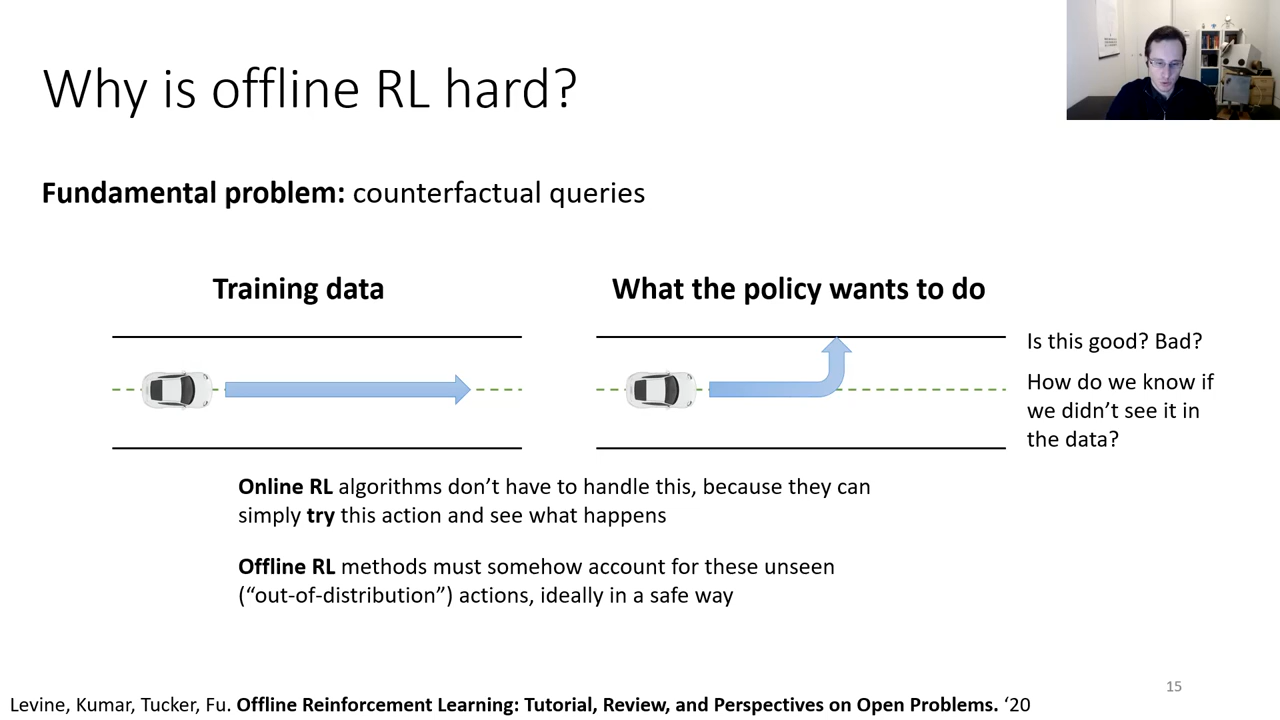 Why is offline RL hard?
Fundamental problem: counterfactual queries
Training data
What the policy wants to do
Is this good? Bad?
How do we know if
we didn’t see it in
the data?
Online RL algorithms don’t have to handle this, because they can
simply try this action and see what happens
Offline RL methods must somehow account for these unseen
(“out-of-distribution”) actions, ideally in a safe way
15
Levine, Kumar, Tucker, Fu. Offline Reinforcement Learning: Tutorial, Review, and Perspectives on Open Problems. ‘20